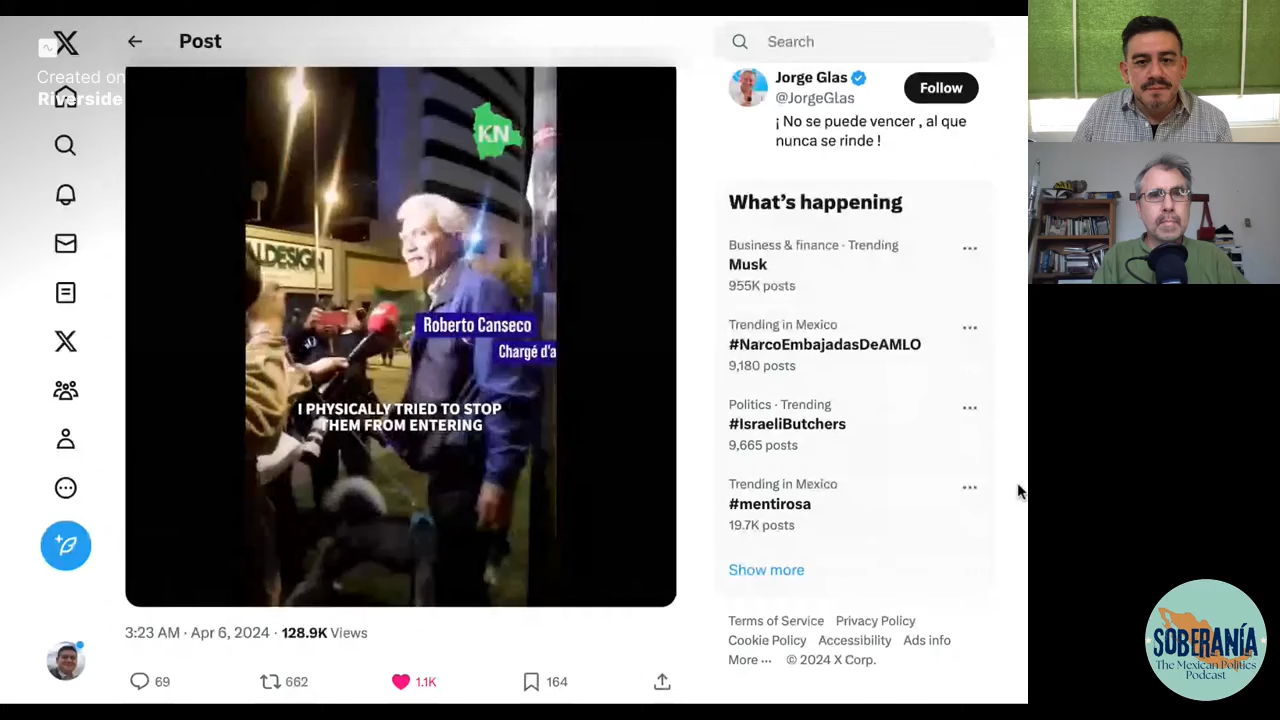 Created on
Riverside
Post
KN
ALDESIGN
Roberto Canseco
Chargé d'a
I PHYSICALLY TRIED TO STOP
THEM FROM ENTERING
3:23 AM · Apr 6, 2024 · 128.9K Views
69
662
1.1K
164
Search
Jorge Glas
@JorgeGlas
Follow
¡ No se puede vencer , al que
nunca se rinde !
What's happening
Business & finance · Trending
Musk
955K posts
Trending in Mexico
#NarcoEmbajadasDeAMLO
9,180 posts
Politics · Trending
#IsraeliButchers
9,665 posts
Trending in Mexico
#mentirosa
19.7K posts
Show more
Terms of Service Privacy Policy
Cookie Policy Accessibility Ads info
More ··· © 2024 X Corp.
SOBERANÍA
The Mexican Politics
Podcast